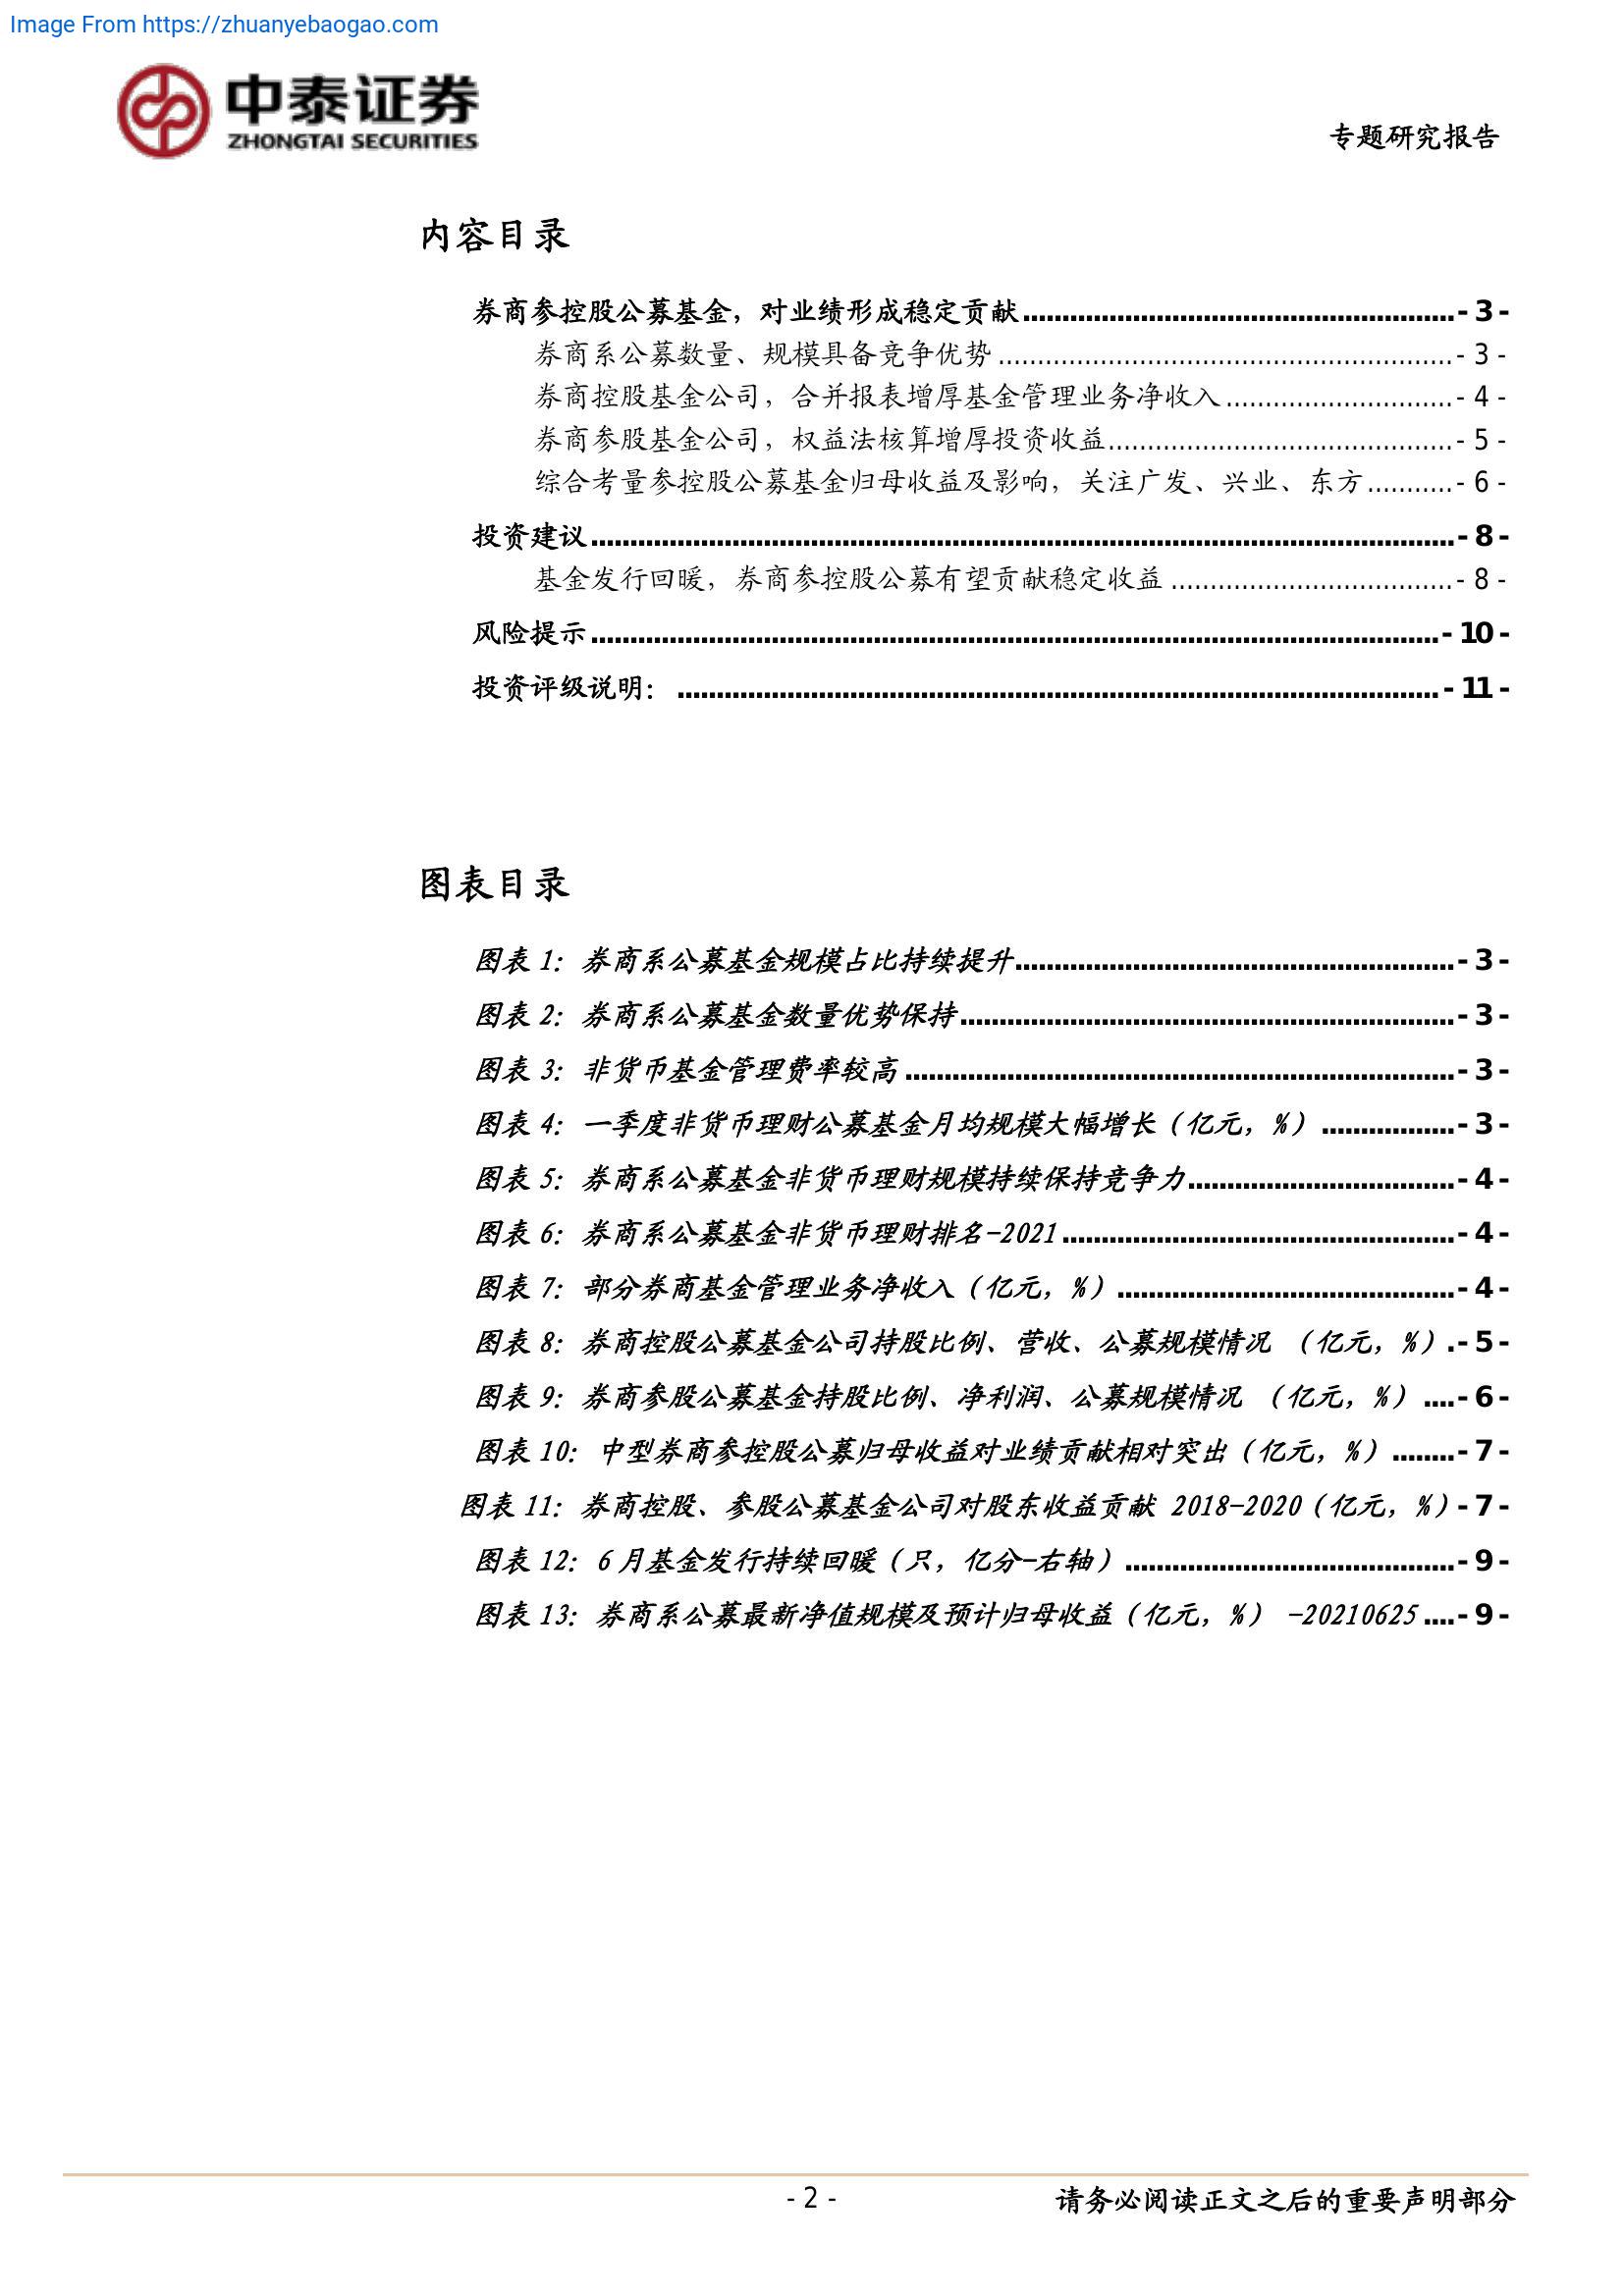 Image From https://zhuanyebaogao.com
中泰证券
ZHONGTAI SECURITIES
专题研究报告
内容目录
券商参控股公募基金，对业绩形成稳定贡献.......................................................- 3 -
券商系公募数量、规模具备竞争优势..........................................................- 3 -
券商控股基金公司，合并报表增厚基金管理业务净收入.............................- 4 -
券商参股基金公司，权益法核算增厚投资收益............................................- 5 -
综合考量参控股公募基金归母收益及影响，关注广发、兴业、东方...........- 6 -
投资建议..............................................................................................................- 8 -
基金发行回暖，券商参控股公募有望贡献稳定收益....................................- 8 -
风险提示............................................................................................................- 10 -
投资评级说明： .................................................................................................- 11 -
图表目录
图表 1：券商系公募基金规模占比持续提升........................................................- 3 -
图表 2：券商系公募基金数量优势保持...............................................................- 3 -
图表 3：非货币基金管理费率较高......................................................................- 3 -
图表 4：一季度非货币理财公募基金月均规模大幅增长（亿元，%）.................- 3 -
图表 5：券商系公募基金非货币理财规模持续保持竞争力..................................- 4 -
图表 6：券商系公募基金非货币理财排名-2021..................................................- 4 -
图表 7：部分券商基金管理业务净收入（亿元，%）...........................................- 4 -
图表 8：券商控股公募基金公司持股比例、营收、公募规模情况 （亿元，%）.- 5 -
图表 9：券商参股公募基金持股比例、净利润、公募规模情况 （亿元，%）....- 6 -
图表 10：中型券商参控股公募归母收益对业绩贡献相对突出（亿元，%）........- 7 -
图表 11：券商控股、参股公募基金公司对股东收益贡献 2018-2020（亿元，%）- 7 -
图表 12：6 月基金发行持续回暖（只，亿分-右轴）..........................................- 9 -
图表 13：券商系公募最新净值规模及预计归母收益（亿元，%） -20210625....- 9 -
- 2 -
请务必阅读正文之后的重要声明部分